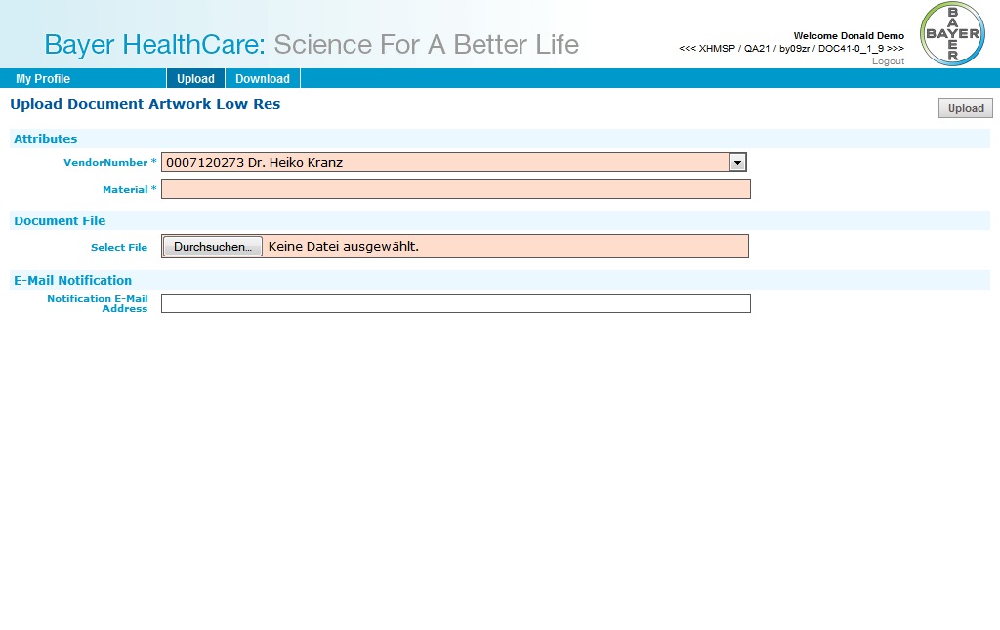 Bayer HealthCare: Science For A Better Life
Welcome Donald Demo
<<< XHMSP / QA21 / by09zr / DOC41-0_1_9 >>>
Logout
BAYER
BAYER
My Profile Upload Download
Upload Document Artwork Low Res
Upload
Attributes
VendorNumber * 0007120273 Dr. Heiko Kranz
Material *
Document File
Select File Durchsuchen... Keine Datei ausgewählt.
E-Mail Notification
Notification E-Mail
Address